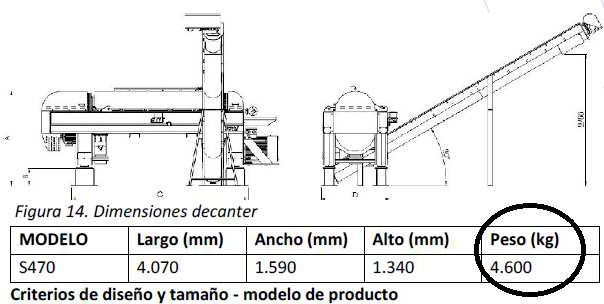 A
B
C
D
Figura 14. Dimensiones decanter
MODELO Largo (mm) Ancho (mm) Alto (mm) Peso (kg)
S470 4.070 1.590 1.340 4.600
Criterios de diseño y tamaño - modelo de producto